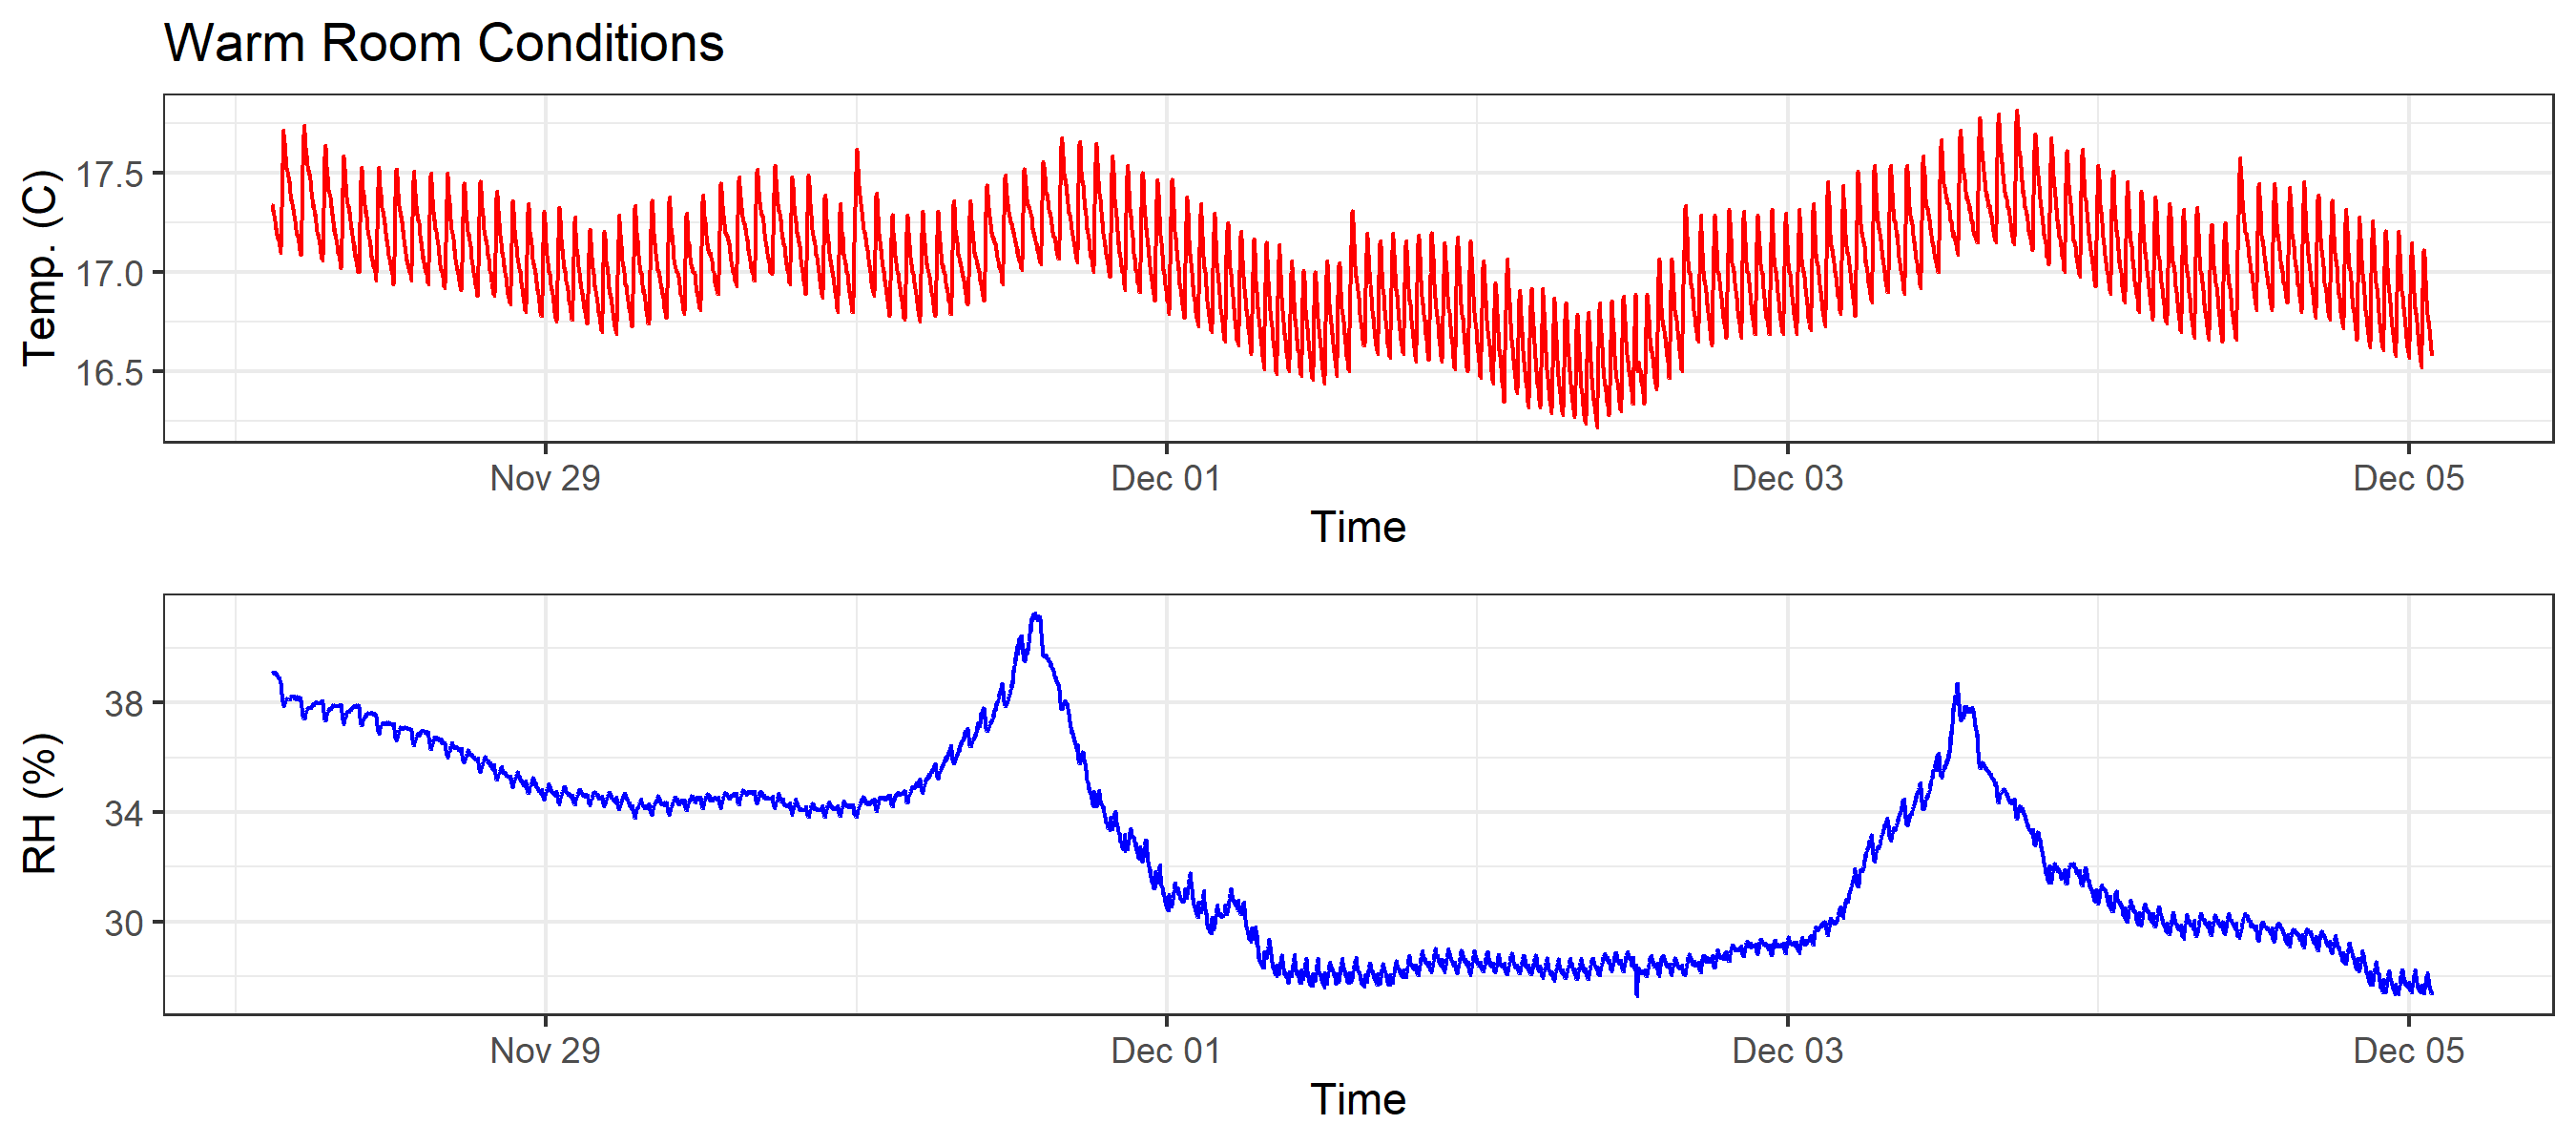 Warm Room Conditions
Temp. (C)
17.5
17.0
16.5
Nov 29 Dec 01 Dec 03 Dec 05
Time
RH (%)
38
34
30
Nov 29 Dec 01 Dec 03 Dec 05
Time